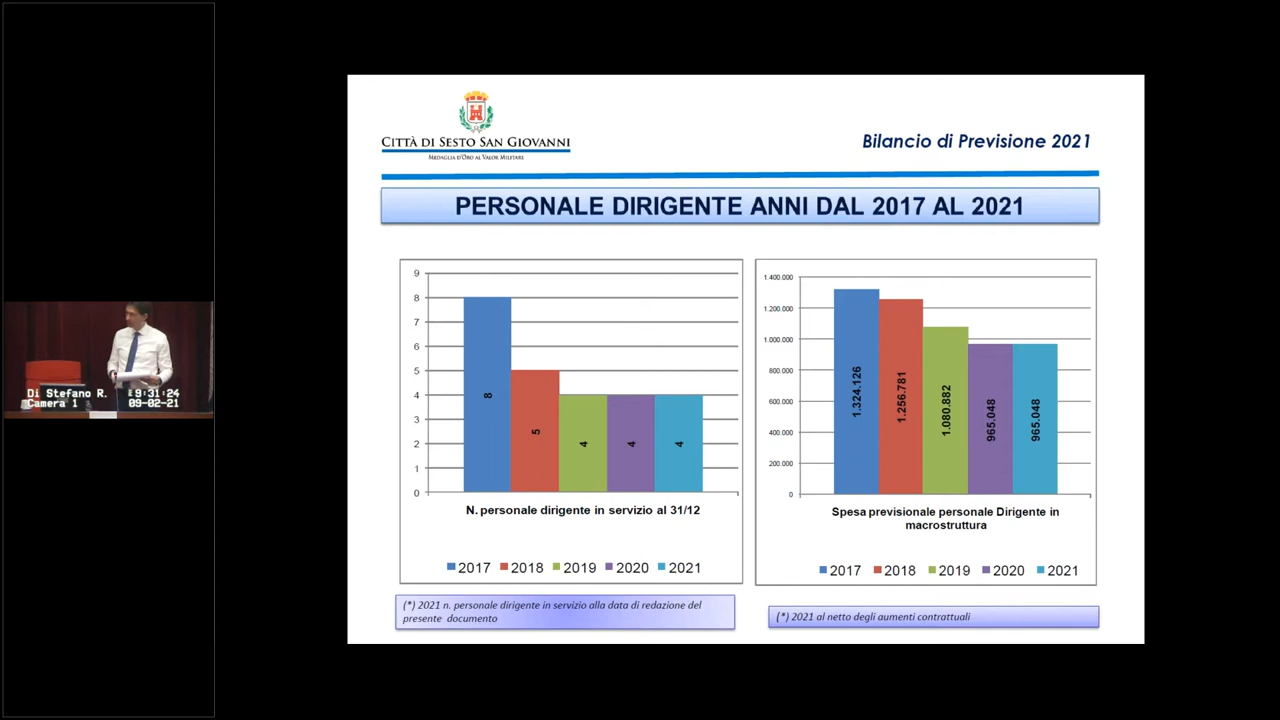 CITTÀ DI SESTO SAN GIOVANNI
MEDAGLIA D'ORO AL VALOR MILITARE
Bilancio di Previsione 2021
PERSONALE DIRIGENTE ANNI DAL 2017 AL 2021
9
8
7
6
5
4
3
2
1
0
8
5
4
4
4
N. personale dirigente in servizio al 31/12
2017 2018 2019 2020 2021
(*) 2021 n. personale dirigente in servizio alla data di redazione del
presente documento
1.400.000
1.200.000
1.000.000
800.000
600.000
400.000
200.000
0
1.324.126
1.256.781
1.080.882
965.048
965.048
Spesa previsionale personale Dirigente in
macrostruttura
2017 2018 2019 2020 2021
(*) 2021 al netto degli aumenti contrattuali
Di Stefano R.
9:31:24
Camera 1
09-02-21